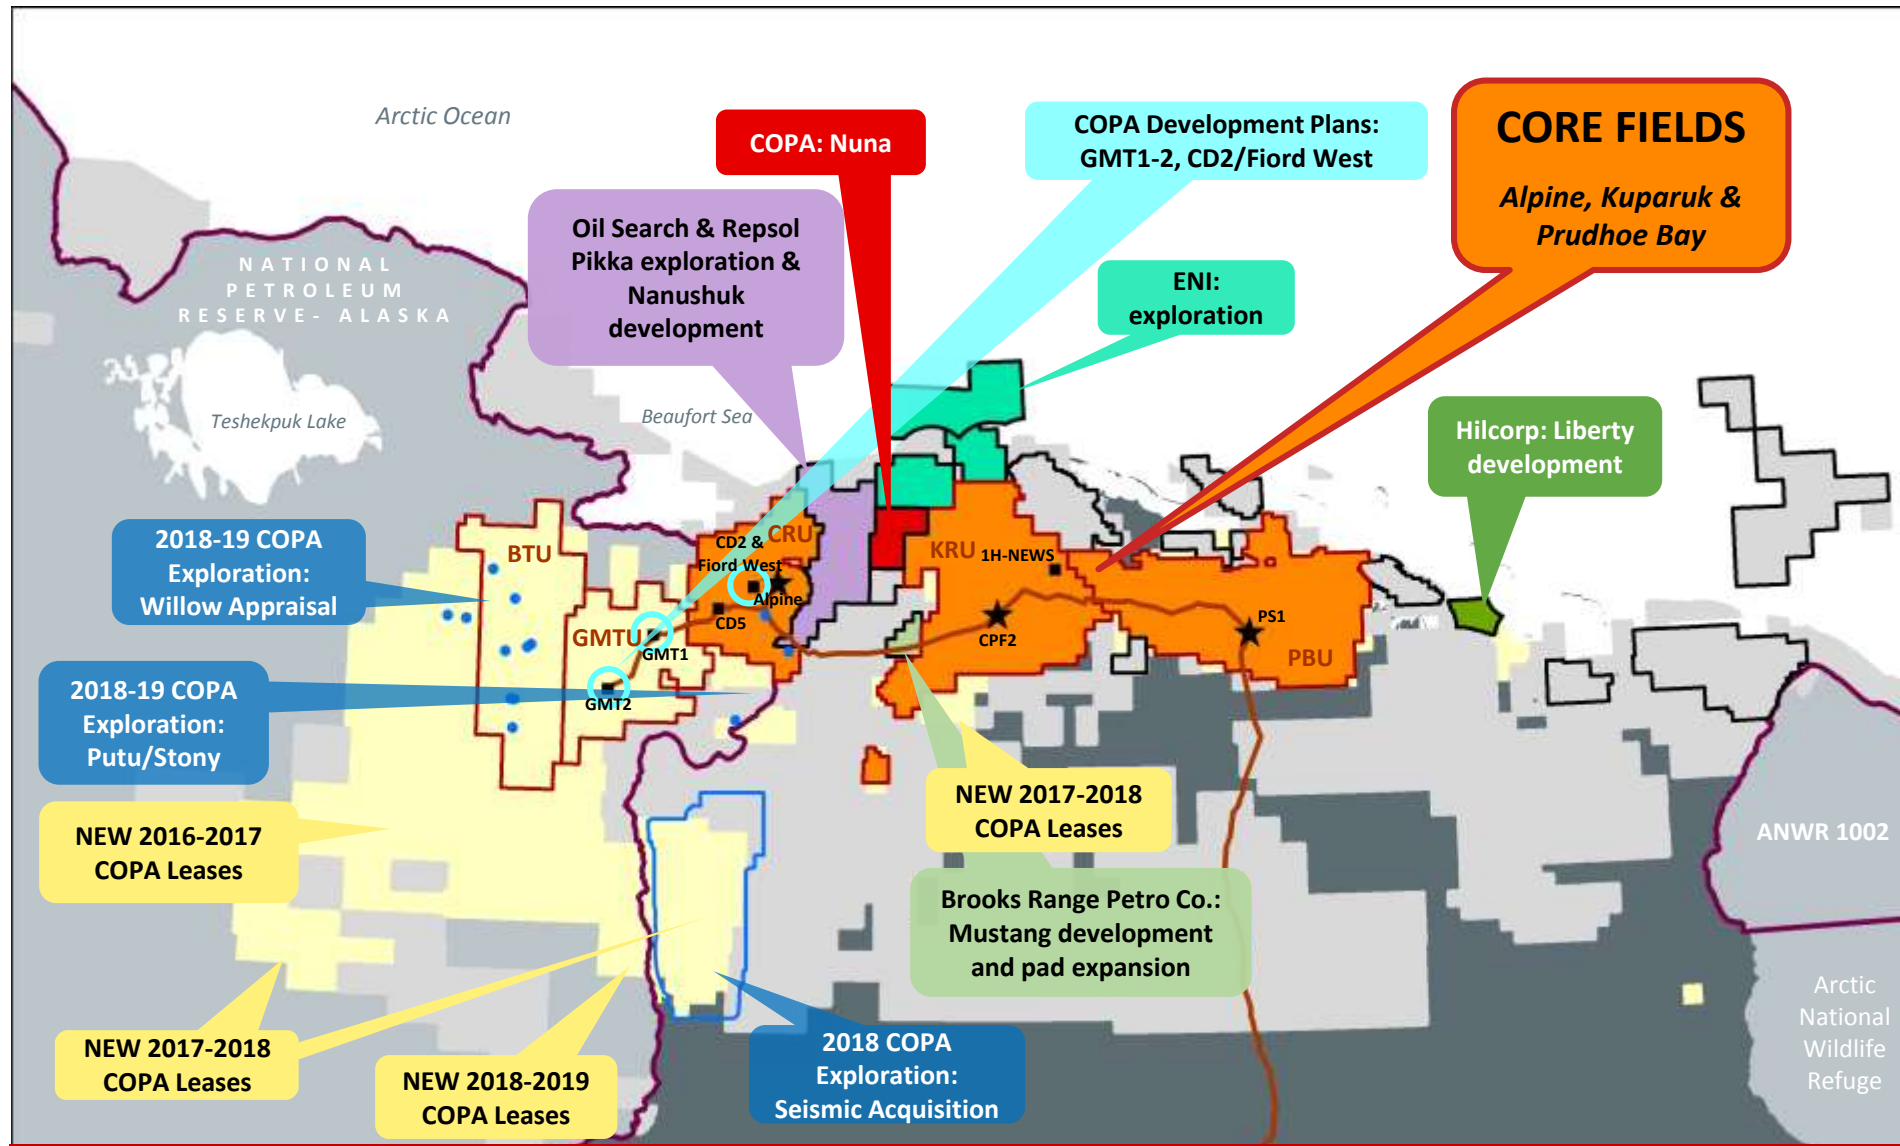 Arctic Ocean
COPA: Nuna
COPA Development Plans:
GMT1-2, CD2/Fiord West
CORE FIELDS
Alpine, Kuparuk &
Prudhoe Bay
Oil Search & Repsol
Pikka exploration &
Nanushuk
development
NATIONAL
PETROLEUM
RESERVE- ALASKA
ENI:
exploration
Teshekpuk Lake
Beaufort Sea
Hilcorp: Liberty
development
2018-19 COPA
Exploration:
Willow Appraisal
BTU
CRU
CD2 &
Fiord West
Alpine
CD5
KRU
1H-NEWS
GMTU
GMT1
GMT2
CPF2
PS1
PBU
2018-19 COPA
Exploration:
Putu/Stony
NEW 2016-2017
COPA Leases
NEW 2017-2018
COPA Leases
ANWR 1002
Brooks Range Petro Co.:
Mustang development
and pad expansion
NEW 2017-2018
COPA Leases
NEW 2018-2019
COPA Leases
2018 COPA
Exploration:
Seismic Acquisition
Arctic
National
Wildlife
Refuge